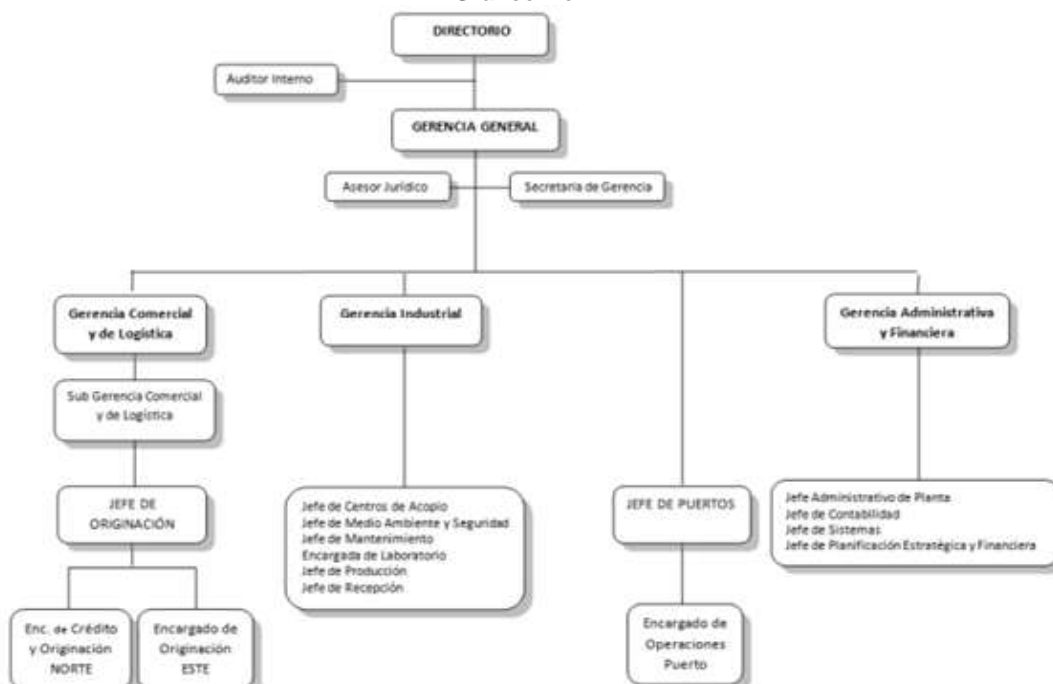 DIRECTORIO
Auditor Interno
GERENCIA GENERAL
Asesor Jurídico
Secretaria de Gerencia
Gerencia Comercial
y de Logística
Gerencia Industrial
Gerencia Administrativa
y Financiera
Sub Gerencia Comercial
y de Logística
JEFE DE
ORIGINACIÓN
Jefe de Centros de Acopio
Jefe de Medio Ambiente y Seguridad
Jefe de Mantenimiento
Encargada de Laboratorio
Jefe de Producción
Jefe de Recepción
JEFE DE PUERTOS
Jefe Administrativo de Planta
Jefe de Contabilidad
Jefe de Sistemas
Jefe de Planificación Estratégica y Financiera
Enc. de Crédito
y Originación
NORTE
Encargado de
Originación
ESTE
Encargado de
Operaciones
Puerto